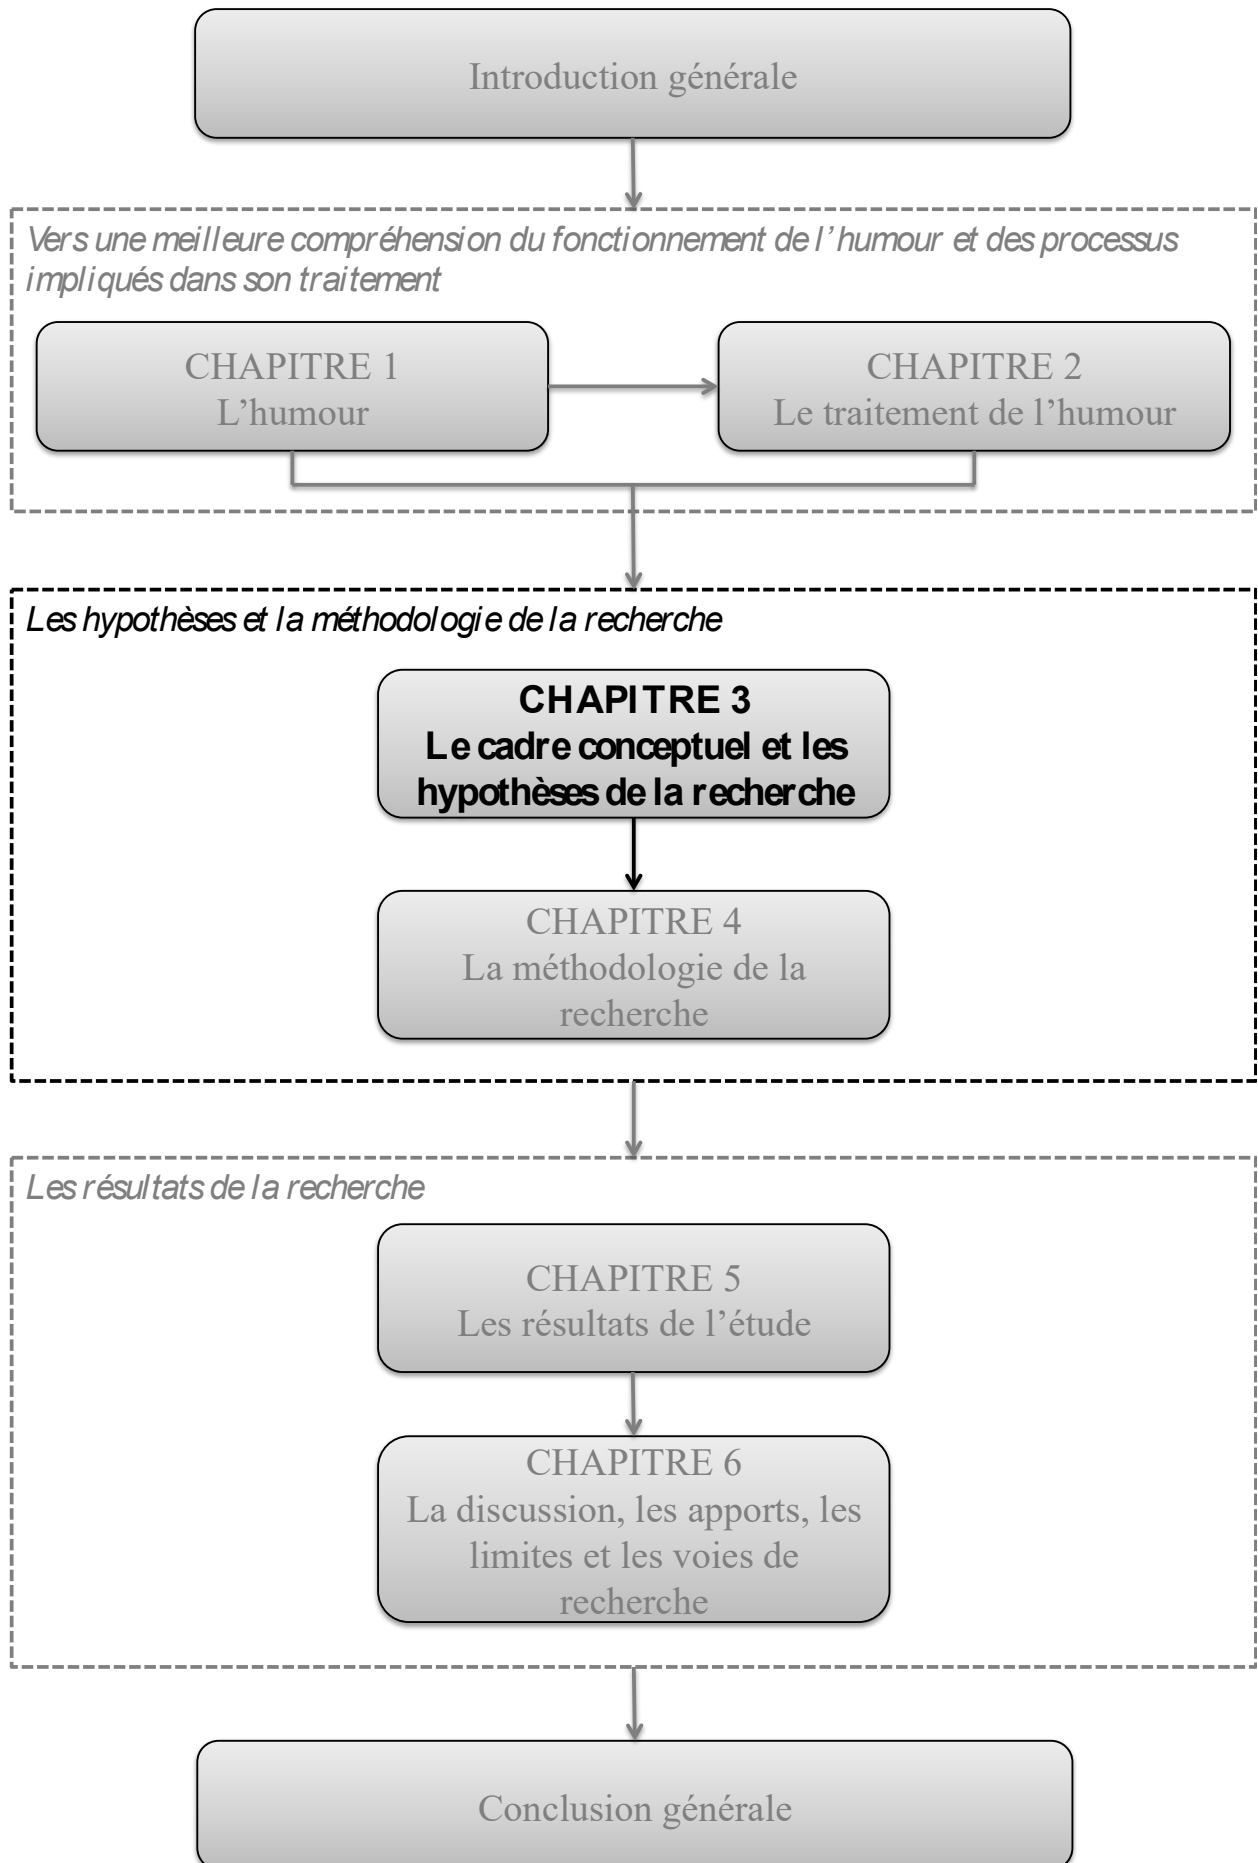 Introduction générale
Vers une meilleure compréhension du fonctionnement de l'humour et des processus
impliqués dans son traitement
CHAPITRE 1
L'humour
CHAPITRE 2
Le traitement de l'humour
Les hypothèses et la méthodologie de la recherche
CHAPITRE 3
Le cadre conceptuel et les
hypothèses de la recherche
CHAPITRE 4
La méthodologie de la
recherche
Les résultats de la recherche
CHAPITRE 5
Les résultats de l'étude
CHAPITRE 6
La discussion, les apports, les
limites et les voies de
recherche
Conclusion générale